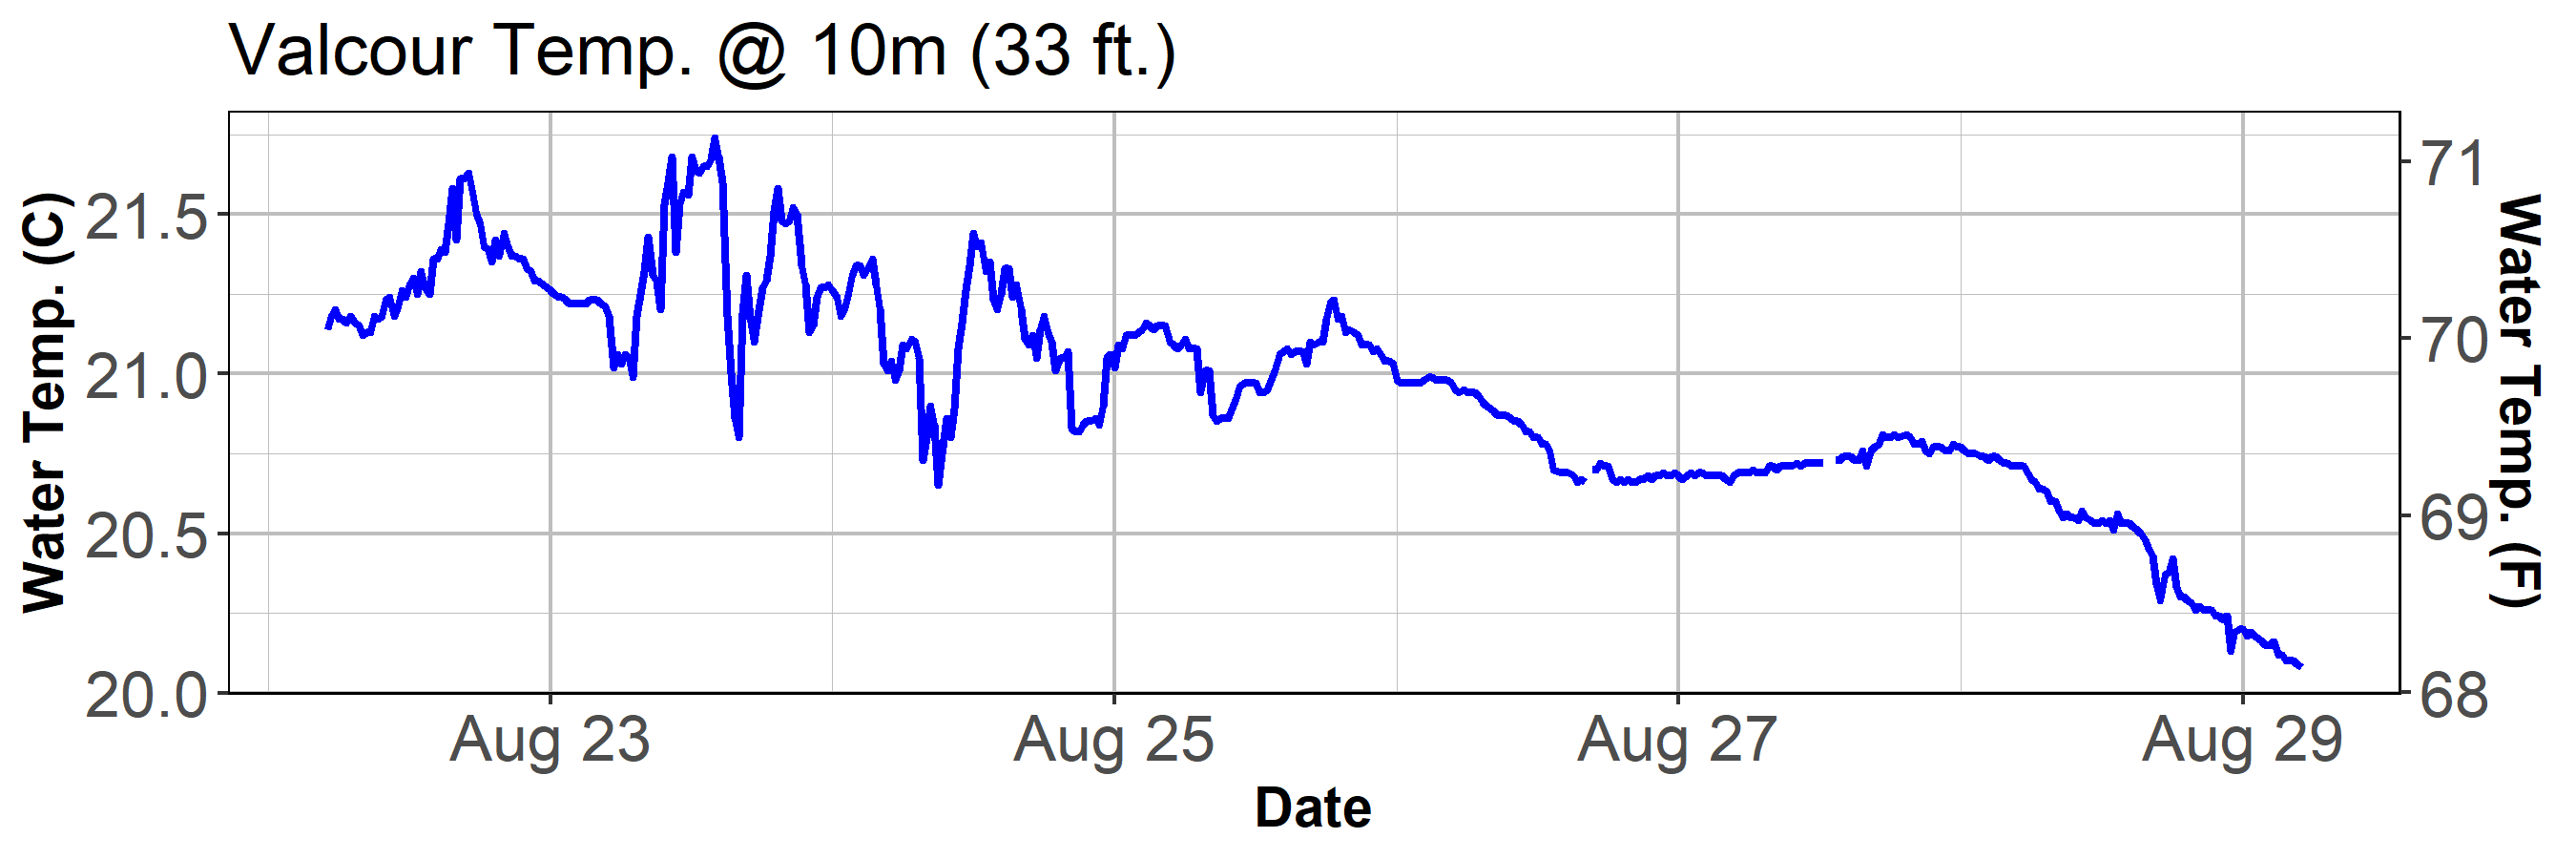 Valcour Temp. @ 10m (33 ft.)
Water Temp. (C)
21.5
21.0
20.5
20.0
71
70
69
68
Water Temp. (F)
Aug 23
Aug 25
Aug 27
Aug 29
Date